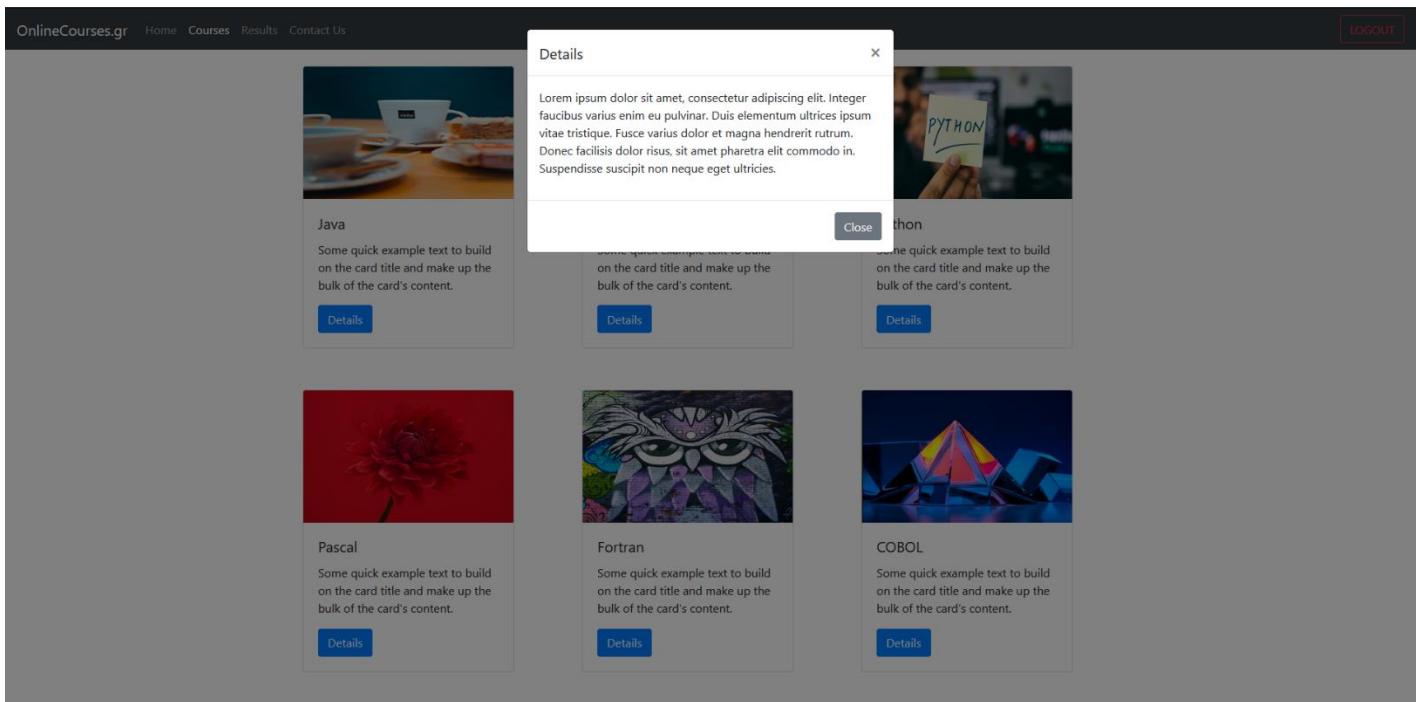 OnlineCourses.gr Home Courses Results Contact Us LOGOUT
Details ×
Lorem ipsum dolor sit amet, consectetur adipiscing elit. Integer
faucibus varius enim eu pulvinar. Duis elementum ultrices ipsum
vitae tristique. Fusce varius dolor et magna hendrerit rutrum.
Donec facilisis dolor risus, sit amet pharetra elit commodo in.
Suspendisse suscipit non neque eget ultricies.
Close
PYTHON
Java
Some quick example text to build
on the card title and make up the
bulk of the card's content.
Details
Some quick example text to build
on the card title and make up the
bulk of the card's content.
Details
thon
Some quick example text to build
on the card title and make up the
bulk of the card's content.
Details
Pascal
Some quick example text to build
on the card title and make up the
bulk of the card's content.
Details
Fortran
Some quick example text to build
on the card title and make up the
bulk of the card's content.
Details
COBOL
Some quick example text to build
on the card title and make up the
bulk of the card's content.
Details